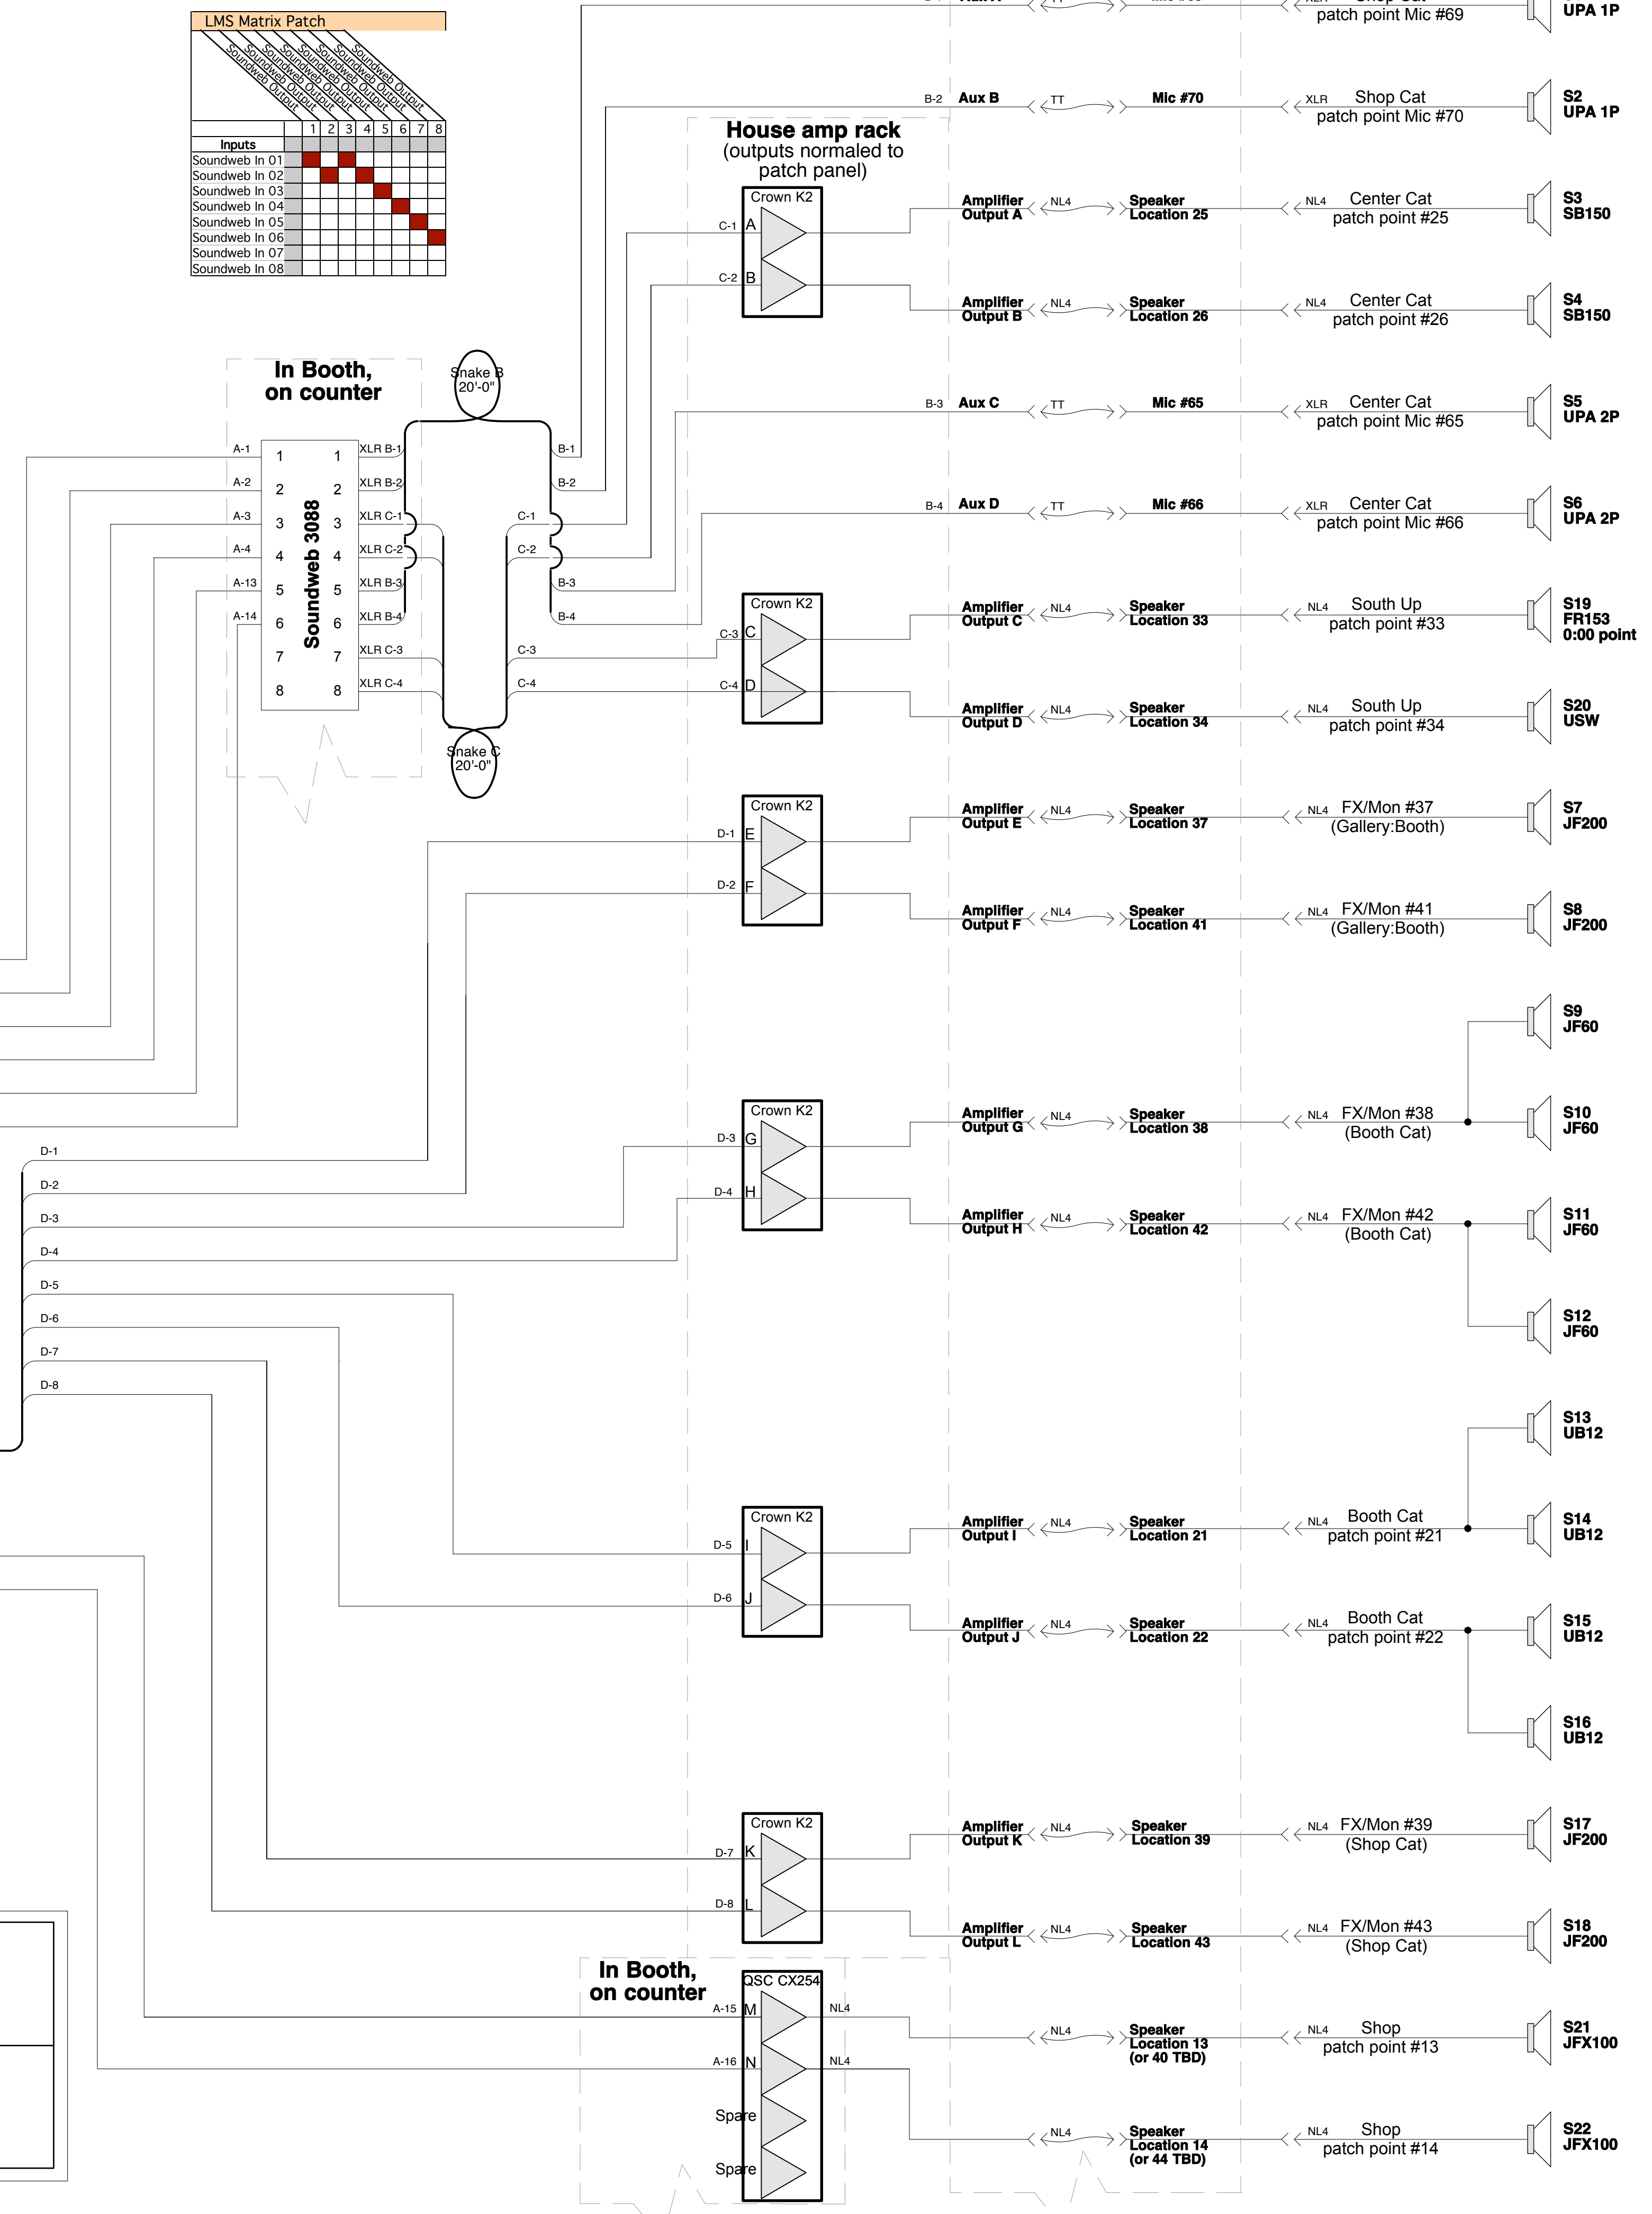 LMS Matrix Patch
Soundweb Output
Soundweb Output
Soundweb Output
Soundweb Output
Soundweb Output
Soundweb Output
Soundweb Output
Soundweb Output
1 2 3 4 5 6 7 8
Inputs
Soundweb In 01
Soundweb In 02
Soundweb In 03
Soundweb In 04
Soundweb In 05
Soundweb In 06
Soundweb In 07
Soundweb In 08
patch point Mic #69
UPA 1P
B-2 Aux B TT Mic #70 XLR Shop Cat
patch point Mic #70
S2
UPA 1P
House amp rack
(outputs normaled to
patch panel)
Crown K2
C-1 A
Amplifier
Output A
NL4
Speaker
Location 25
NL4 Center Cat
patch point #25
S3
SB150
C-2 B
Amplifier
Output B
NL4
Speaker
Location 26
NL4 Center Cat
patch point #26
S4
SB150
In Booth,
on counter
Snake B
20'-0"
B-3 Aux C TT Mic #65 XLR Center Cat
patch point Mic #65
S5
UPA 2P
A-1 1 1 XLR B-1 B-1
A-2 2 2 XLR B-2 B-2
A-3 3 3 XLR C-1 C-1
A-4 4 4 XLR C-2 C-2
A-13 5 5 XLR B-3 B-3
A-14 6 6 XLR B-4 B-4
7 7 XLR C-3 C-3
8 8 XLR C-4 C-4
Soundweb 3088
Snake C
20'-0"
B-4 Aux D TT Mic #66 XLR Center Cat
patch point Mic #66
S6
UPA 2P
Crown K2
C-3 C
Amplifier
Output C
NL4
Speaker
Location 33
NL4 South Up
patch point #33
S19
FR153
0:00 point
C-4 D
Amplifier
Output D
NL4
Speaker
Location 34
NL4 South Up
patch point #34
S20
USW
Crown K2
D-1 E
Amplifier
Output E
NL4
Speaker
Location 37
NL4 FX/Mon #37
(Gallery:Booth)
S7
JF200
D-2 F
Amplifier
Output F
NL4
Speaker
Location 41
NL4 FX/Mon #41
(Gallery:Booth)
S8
JF200
S9
JF60
Crown K2
D-3 G
Amplifier
Output G
NL4
Speaker
Location 38
NL4 FX/Mon #38
(Booth Cat)
S10
JF60
D-4 H
Amplifier
Output H
NL4
Speaker
Location 42
NL4 FX/Mon #42
(Booth Cat)
S11
JF60
S12
JF60
D-1
D-2
D-3
D-4
D-5
D-6
D-7
D-8
S13
UB12
Crown K2
D-5 I
Amplifier
Output I
NL4
Speaker
Location 21
NL4 Booth Cat
patch point #21
S14
UB12
D-6 J
Amplifier
Output J
NL4
Speaker
Location 22
NL4 Booth Cat
patch point #22
S15
UB12
S16
UB12
Crown K2
D-7 K
Amplifier
Output K
NL4
Speaker
Location 39
NL4 FX/Mon #39
(Shop Cat)
S17
JF200
D-8 L
Amplifier
Output L
NL4
Speaker
Location 43
NL4 FX/Mon #43
(Shop Cat)
S18
JF200
In Booth,
on counter
QSC CX254
A-15 M NL4
NL4
Speaker
Location 13
(or 40 TBD)
NL4 Shop
patch point #13
S21
JFX100
A-16 N NL4
Spare
Spare
NL4
Speaker
Location 14
(or 44 TBD)
NL4 Shop
patch point #14
S22
JFX100